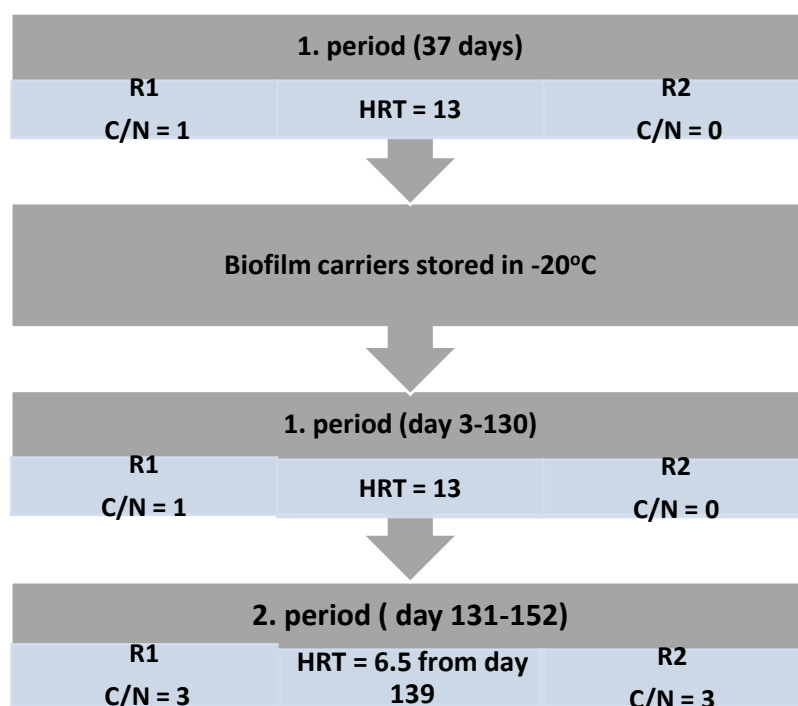 1. period (37 days)
R1
C/N = 1
HRT = 13
R2
C/N = 0
Biofilm carriers stored in -20°C
1. period (day 3-130)
R1
C/N = 1
HRT = 13
R2
C/N = 0
2. period ( day 131-152)
R1
C/N = 3
HRT = 6.5 from day
139
R2
C/N = 3